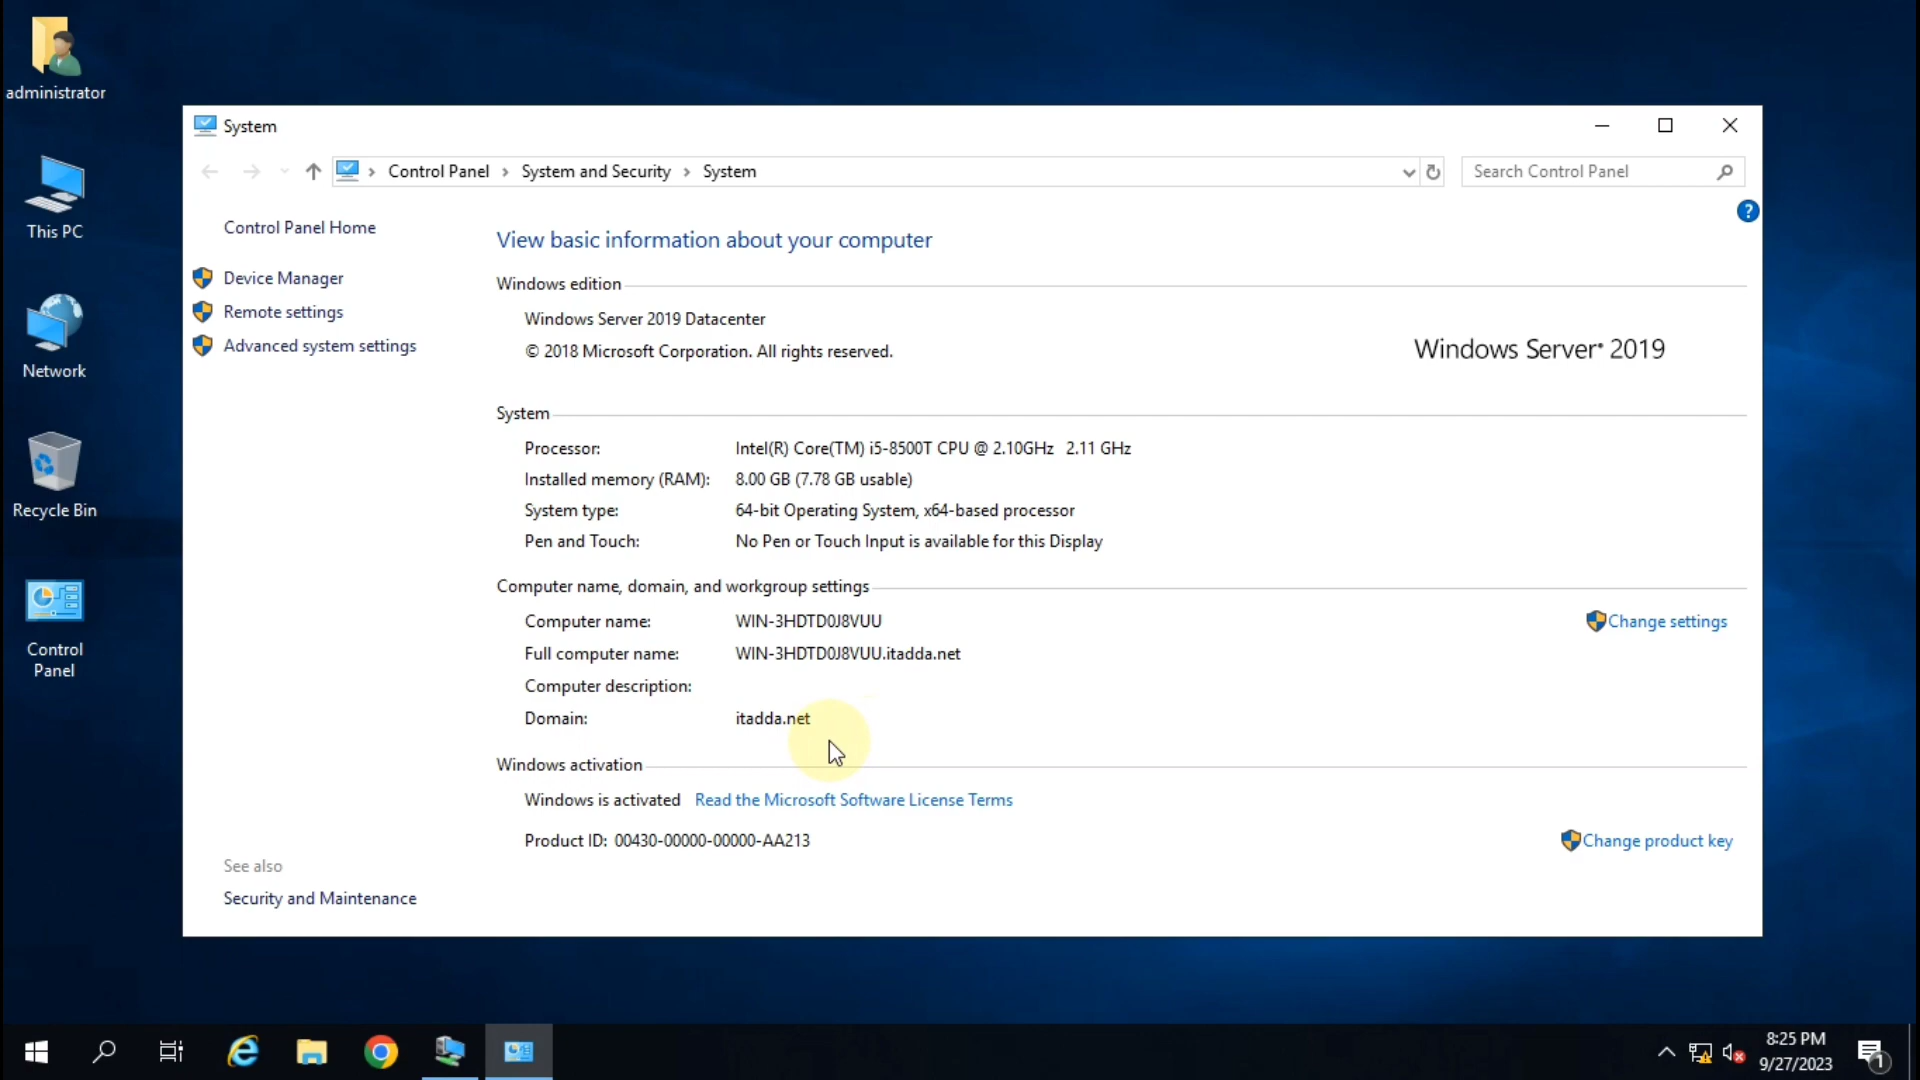 administrator
This PC
Network
Recycle Bin
Control
Panel
System
Control Panel
System and Security
System
Search Control Panel
?
Control Panel Home
Device Manager
Remote settings
Advanced system settings
View basic information about your computer
Windows edition
Windows Server 2019 Datacenter
© 2018 Microsoft Corporation. All rights reserved.
Windows Server® 2019
System
Processor: Intel(R) Core(TM) i5-8500T CPU @ 2.10GHz 2.11 GHz
Installed memory (RAM): 8.00 GB (7.78 GB usable)
System type: 64-bit Operating System, x64-based processor
Pen and Touch: No Pen or Touch Input is available for this Display
Computer name, domain, and workgroup settings
Computer name: WIN-3HDTD0J8VUU
Change settings
Full computer name: WIN-3HDTD0J8VUU.itadda.net
Computer description:
Domain: itadda.net
Windows activation
Windows is activated Read the Microsoft Software License Terms
Product ID: 00430-00000-00000-AA213
Change product key
See also
Security and Maintenance
8:25 PM
9/27/2023
1